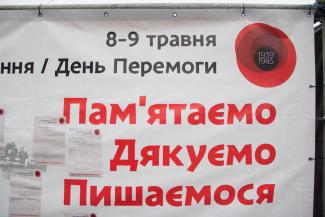 8-9 травня
ння / День Перемоги
1939
1945
Пам'ятаємо
Дякуємо
Пишаємося